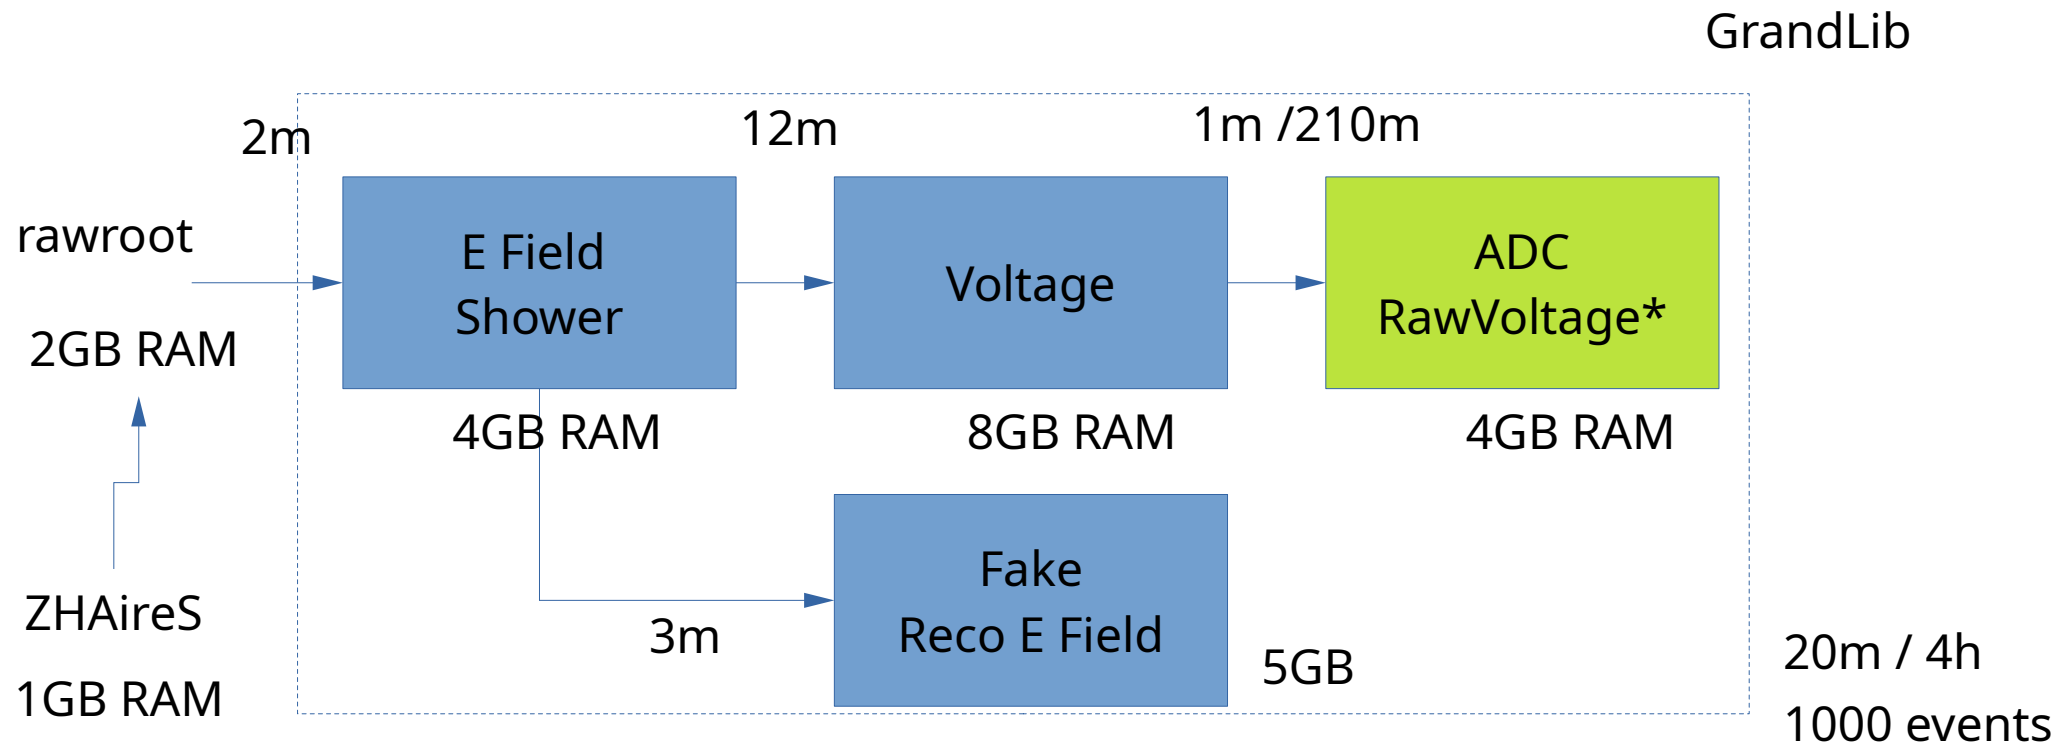 GrandLib
2m
12m
1m /210m
rawroot
E Field
Shower
Voltage
ADC
RawVoltage*
2GB RAM
4GB RAM
8GB RAM
4GB RAM
Fake
Reco E Field
3m
5GB
ZHAireS
1GB RAM
20m / 4h
1000 events